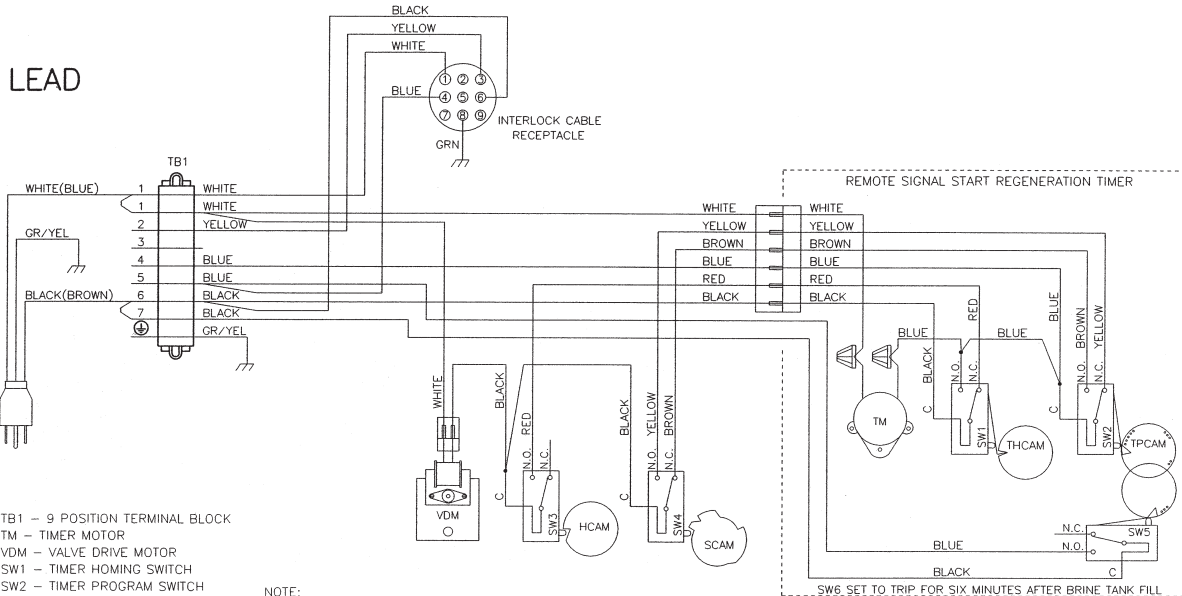 BLACK
YELLOW
WHITE
LEAD
1 2 3
BLUE
4 5 6
7 8 9
INTERLOCK CABLE
RECEPTACLE
GRN
TB1
REMOTE SIGNAL START REGENERATION TIMER
WHITE(BLUE)
1
WHITE
1
WHITE
WHITE
WHITE
2
YELLOW
YELLOW
YELLOW
GR/YEL
3
BROWN
BROWN
4
BLUE
BLUE
BLUE
5
BLUE
RED
RED
BLACK(BROWN)
6
BLACK
BLACK
BLACK
7
BLACK
GR/YEL
RED
BLUE
BROWN
YELLOW
BLUE
BLUE
BLACK
N.O.
N.C.
N.O.
N.C.
C
C
TM
SW1
THCAM
SW2
TPCAM
WHITE
BLACK
RED
BLACK
YELLOW
BROWN
N.O.
N.C.
N.O.
N.C.
C
C
VDM
SW3
HCAM
SW4
SCAM
N.C.
SW5
N.O.
BLUE
BLACK
C
SW6 SET TO TRIP FOR SIX MINUTES AFTER BRINE TANK FILL
TB1 – 9 POSITION TERMINAL BLOCK
TM – TIMER MOTOR
VDM – VALVE DRIVE MOTOR
SW1 – TIMER HOMING SWITCH
SW2 – TIMER PROGRAM SWITCH
NOTE: